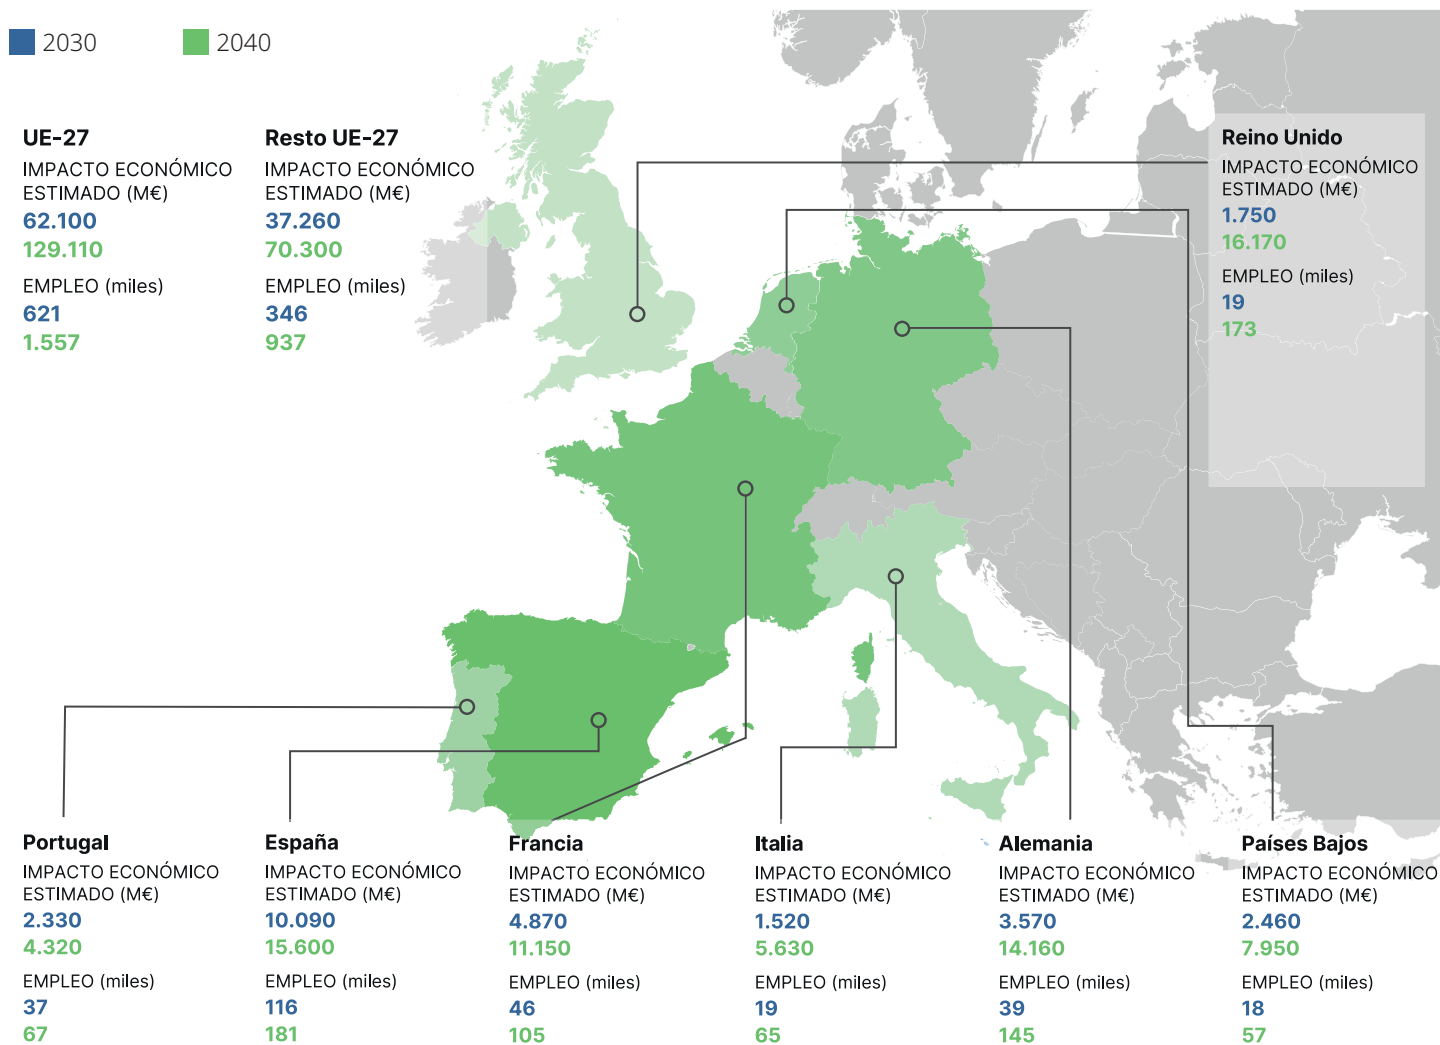 2030
2040
UE-27
IMPACTO ECONÓMICO
ESTIMADO (M€)
62.100
129.110
EMPLEO (miles)
621
1.557
Resto UE-27
IMPACTO ECONÓMICO
ESTIMADO (M€)
37.260
70.300
EMPLEO (miles)
346
937
Reino Unido
IMPACTO ECONÓMICO
ESTIMADO (M€)
1.750
16.170
EMPLEO (miles)
19
173
Portugal
IMPACTO ECONÓMICO
ESTIMADO (M€)
2.330
4.320
EMPLEO (miles)
37
67
España
IMPACTO ECONÓMICO
ESTIMADO (M€)
10.090
15.600
EMPLEO (miles)
116
181
Francia
IMPACTO ECONÓMICO
ESTIMADO (M€)
4.870
11.150
EMPLEO (miles)
46
105
Italia
IMPACTO ECONÓMICO
ESTIMADO (M€)
1.520
5.630
EMPLEO (miles)
19
65
Alemania
IMPACTO ECONÓMICO
ESTIMADO (M€)
3.570
14.160
EMPLEO (miles)
39
145
Países Bajos
IMPACTO ECONÓMICO
ESTIMADO (M€)
2.460
7.950
EMPLEO (miles)
18
57